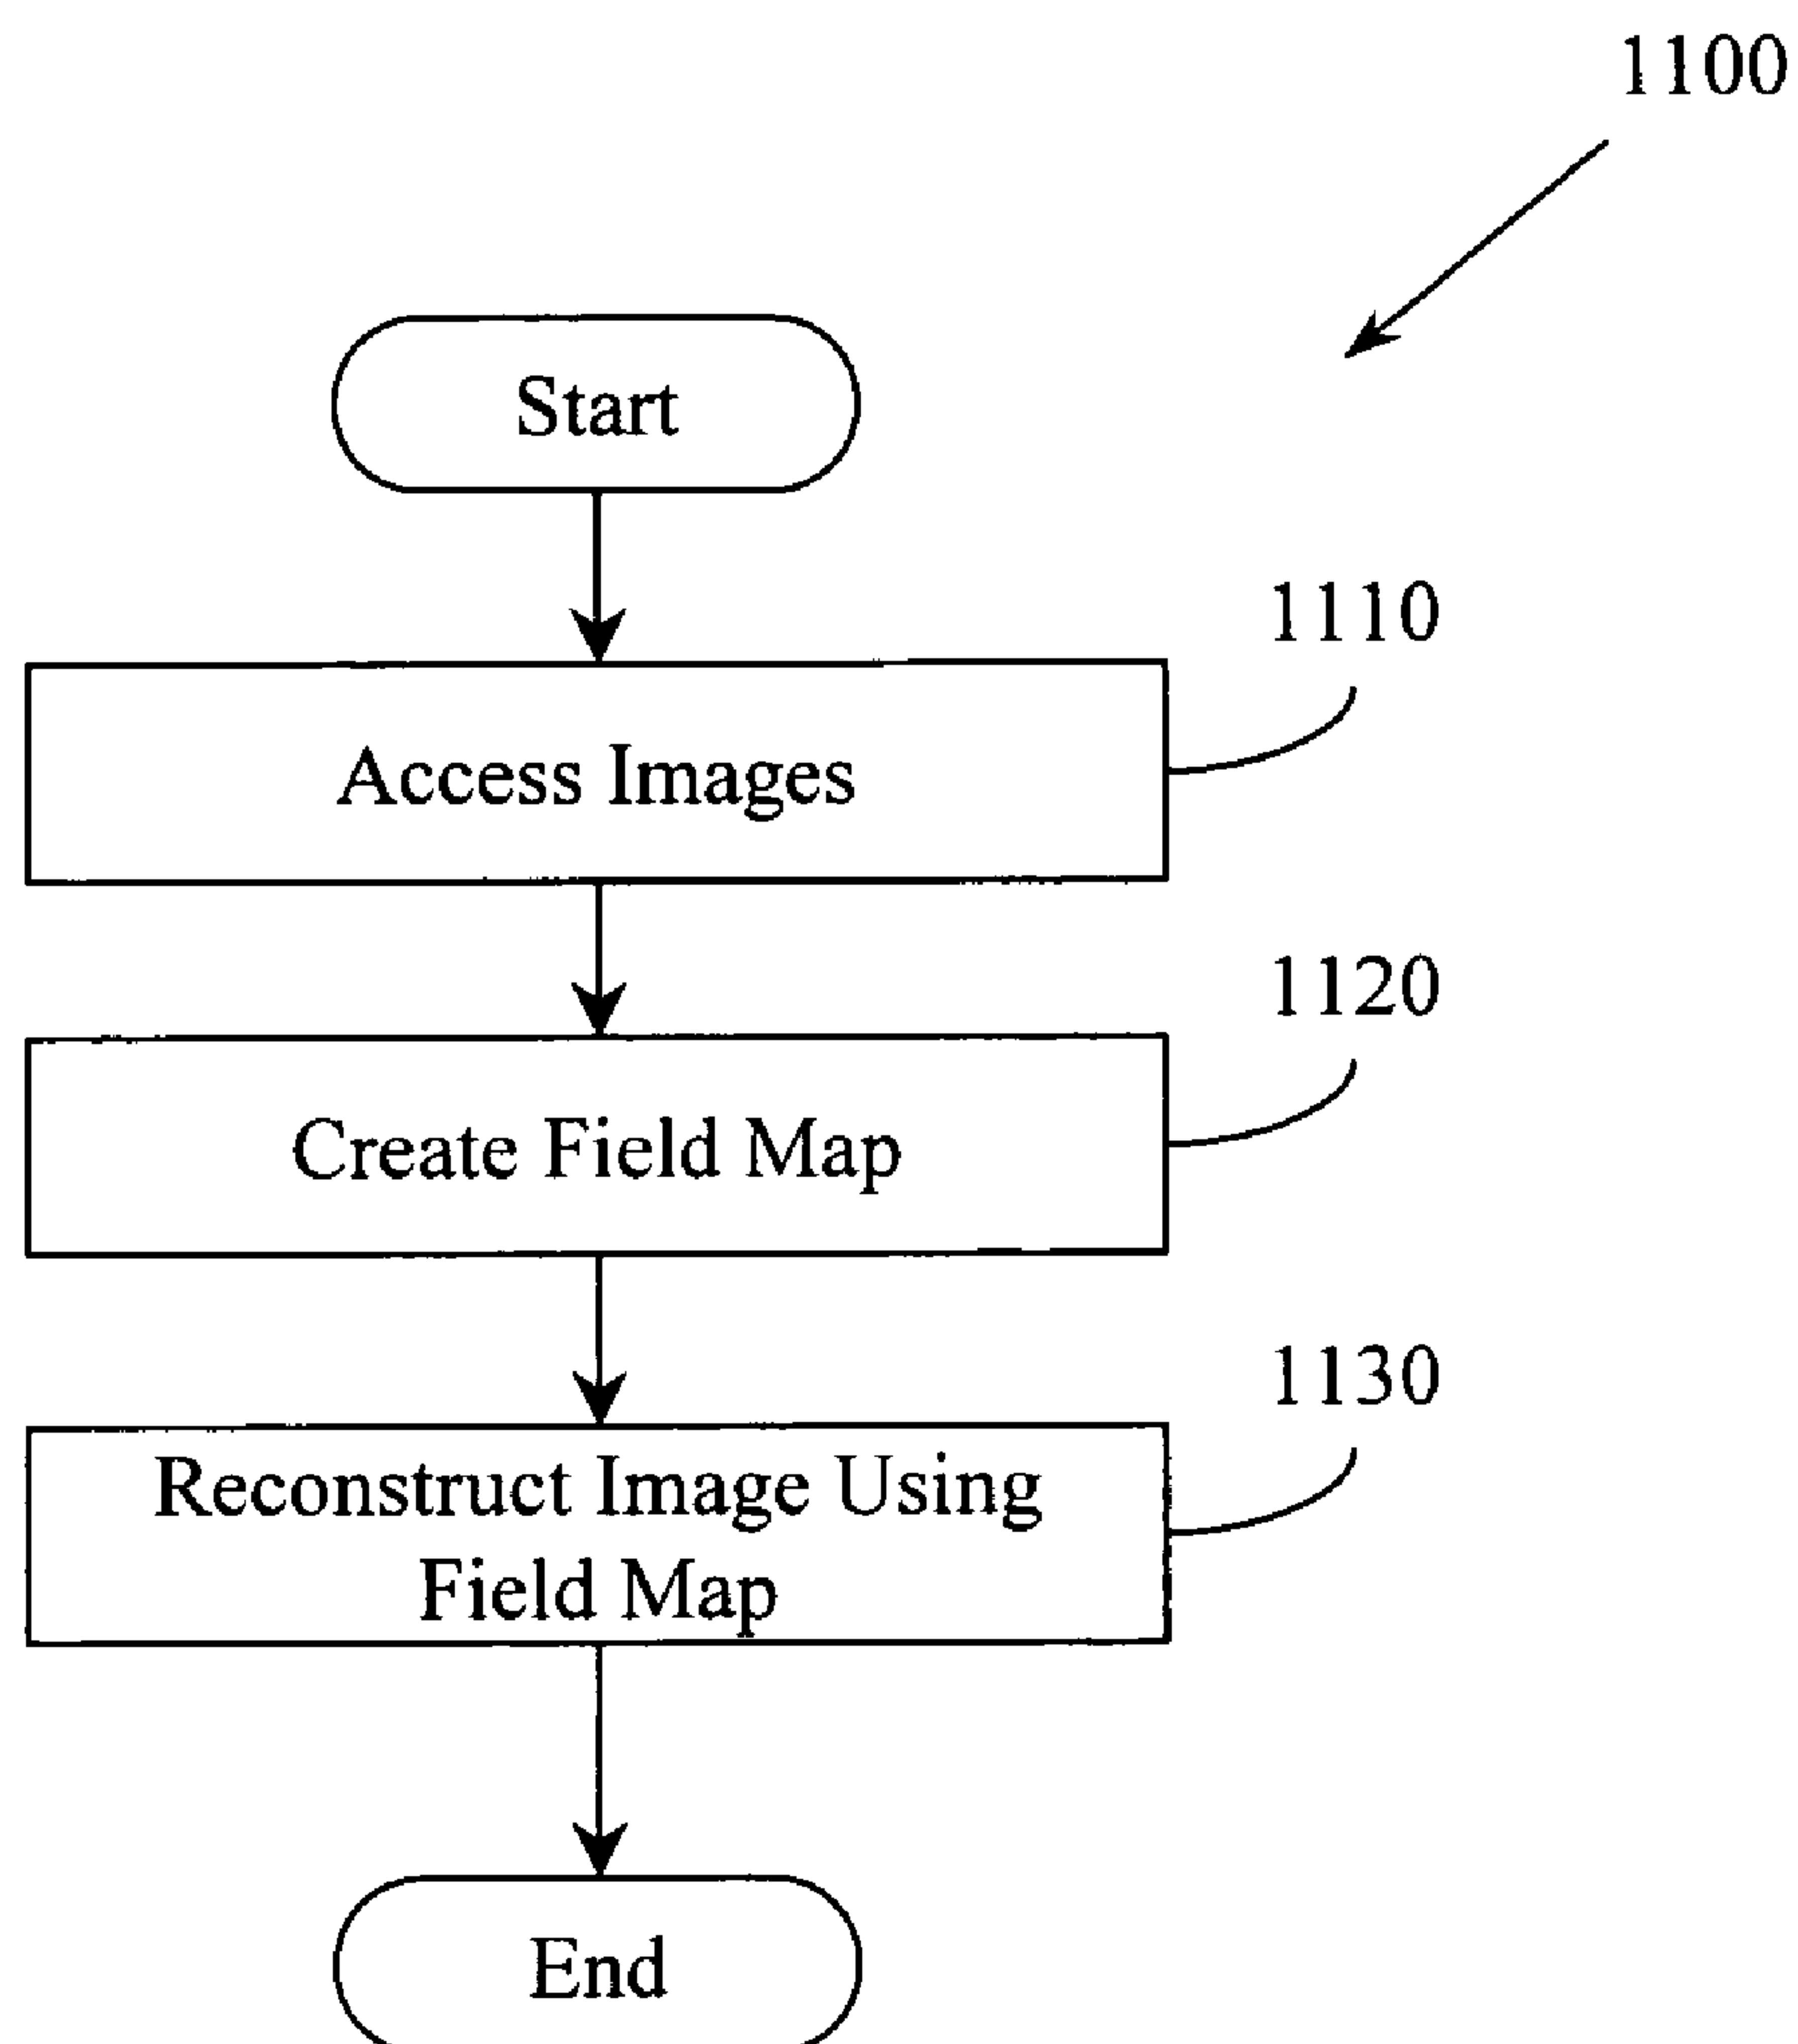 1100
Start
1110
Access Images
1120
Create Field Map
1130
Reconstruct Image Using
Field Map
End